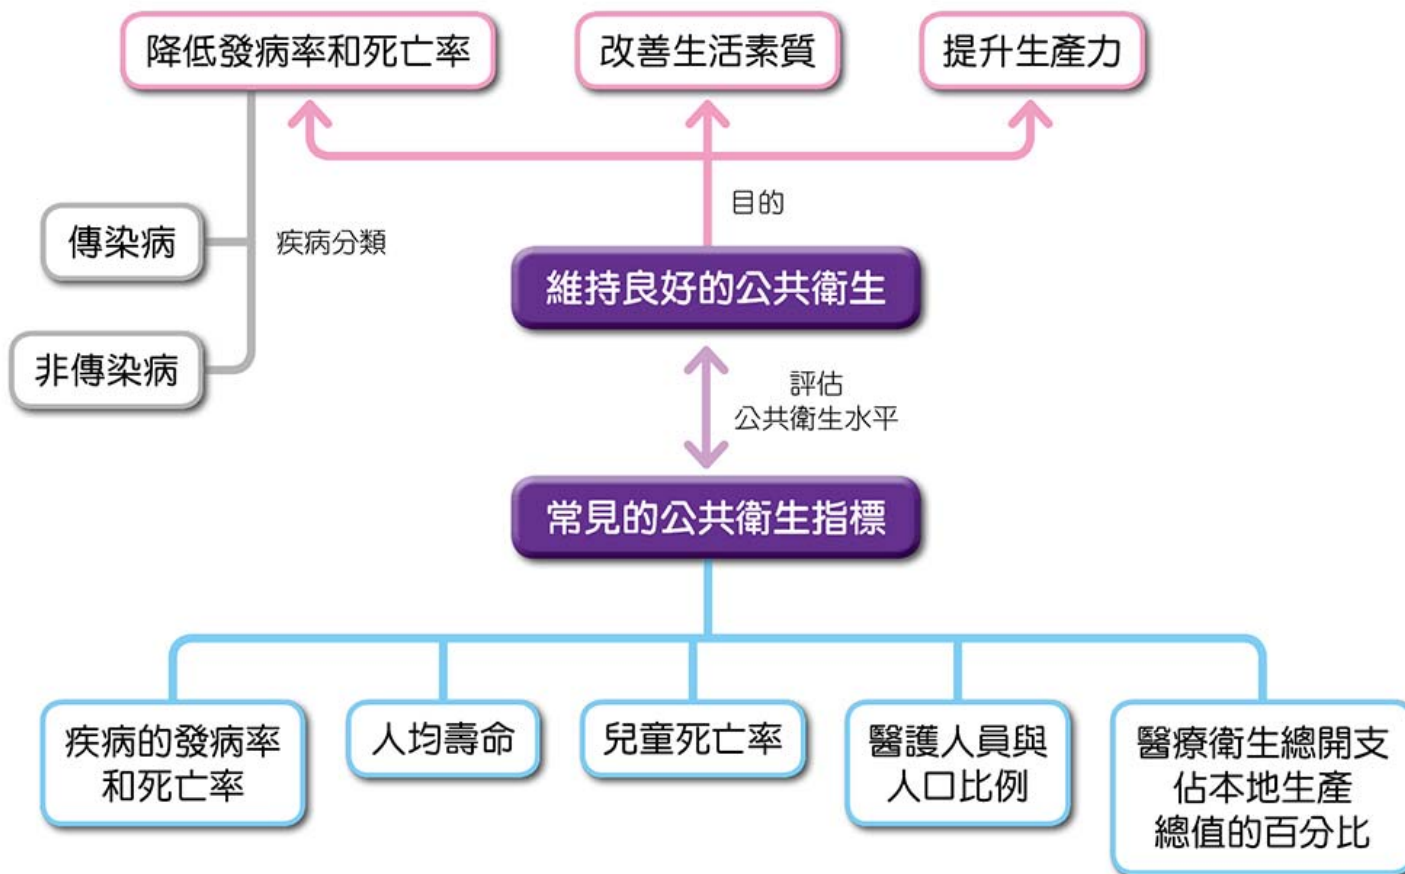 降低發病率和死亡率
改善生活素質
提升生產力
目的
傳染病
疾病分類
維持良好的公共衞生
非傳染病
評估
公共衞生水平
常見的公共衞生指標
疾病的發病率
和死亡率
人均壽命
兒童死亡率
醫護人員與
人口比例
醫療衞生總開支
佔本地生產
總值的百分比